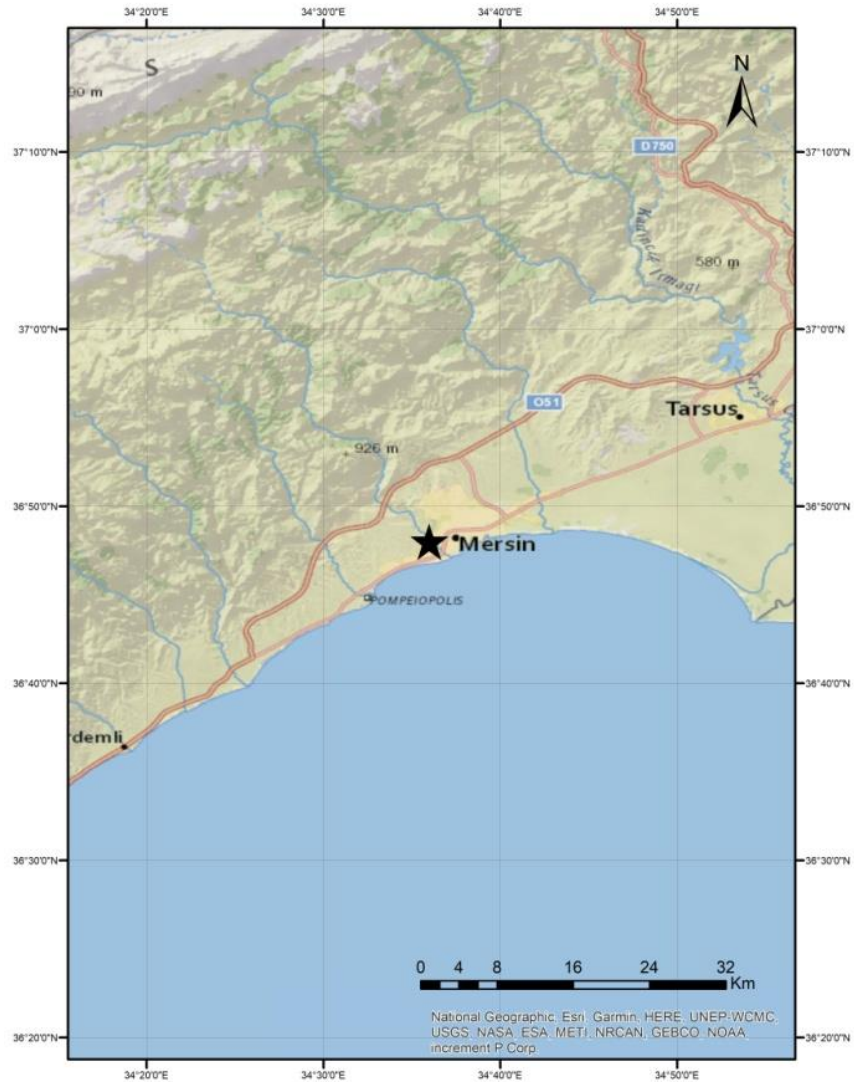 34°20'0"E 34°30'0"E 34°40'0"E 34°50'0"E
N
S
90 m
D750
37°10'0"N 37°10'0"N
Kadincik Irmagi
580 m
37°0'0"N 37°0'0"N
O51
Tarsus
Tarsus
926 m
36°50'0"N 36°50'0"N
Mersin
POMPEIOPOLIS
36°40'0"N 36°40'0"N
rdemli
36°30'0"N 36°30'0"N
0 4 8 16 24 32
Km
National Geographic, Esri, Garmin, HERE, UNEP-WCMC,
USGS, NASA, ESA, METI, NRCAN, GEBCO, NOAA,
increment P Corp.
36°20'0"N 36°20'0"N
34°20'0"E 34°30'0"E 34°40'0"E 34°50'0"E